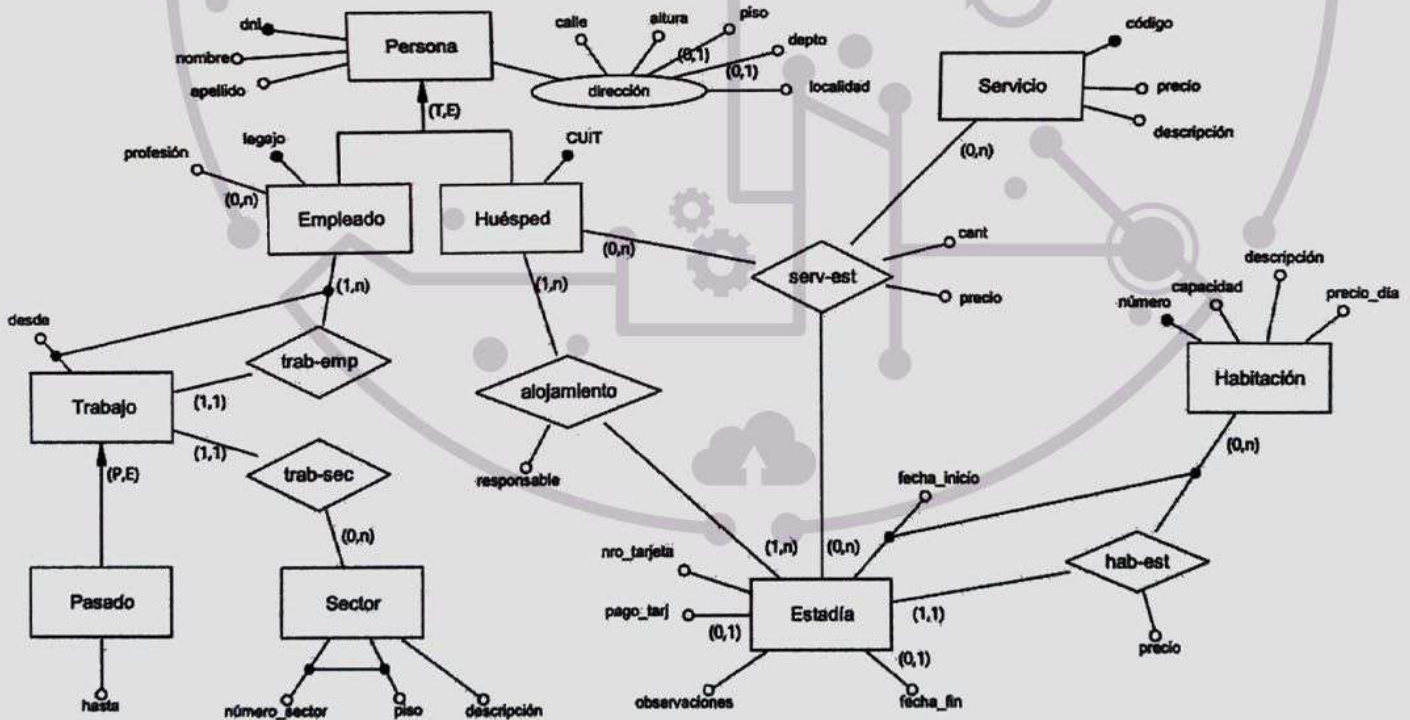 dni
nombre
apellido
Persona
calle
altura
piso
(0,1)
depto
(0,1)
localidad
dirección
código
Servicio
precio
descripción
(0,n)
(T,E)
legajo
CUIT
profesión
(0,n)
Empleado
Huésped
(0,n)
cant
serv-est
precio
(1,n)
(1,n)
descripción
capacidad
número
precio_día
Habitación
desde
trab-emp
alojamiento
Trabajo
(1,1)
(1,1)
(0,n)
(P,E)
trab-sec
responsable
fecha_inicio
(0,n)
(1,n)
(0,n)
nro_tarjeta
hab-est
Pasado
Sector
pago_tarj
Estadía
(1,1)
(0,1)
(0,1)
precio
observaciones
fecha_fin
hasta
número_sector
piso
descripción